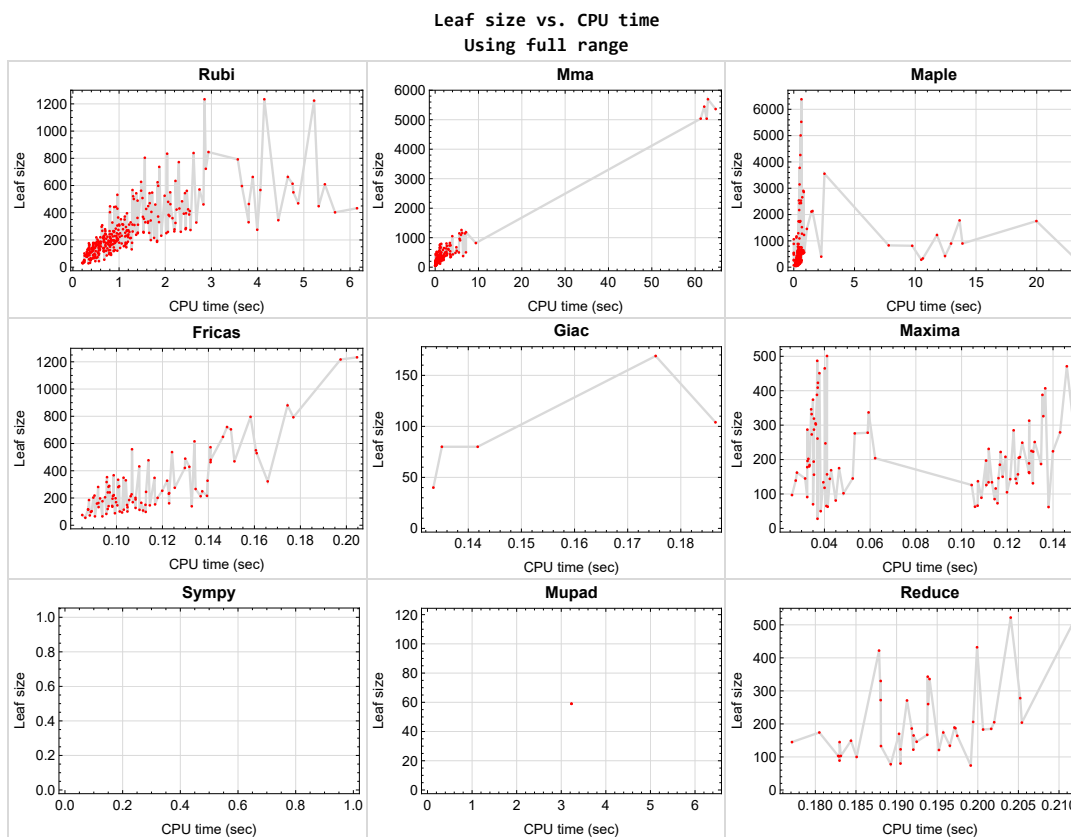 Leaf size vs. CPU time
Using full range
Rubi
1200
1000
800
600
400
200
0
Leaf size
0 1 2 3 4 5 6
CPU time (sec)
Mma
6000
5000
4000
3000
2000
1000
0
Leaf size
0 10 20 30 40 50 60
CPU time (sec)
Maple
6000
5000
4000
3000
2000
1000
0
Leaf size
0 5 10 15 20
CPU time (sec)
Fricas
1200
1000
800
600
400
200
0
Leaf size
0.10 0.12 0.14 0.16 0.18 0.20
CPU time (sec)
Giac
150
100
50
0
Leaf size
0.14 0.15 0.16 0.17 0.18
CPU time (sec)
Maxima
500
400
300
200
100
0
Leaf size
0.04 0.06 0.08 0.10 0.12 0.14
CPU time (sec)
Sympy
1.0
0.8
0.6
0.4
0.2
0.0
Leaf size
0.0 0.2 0.4 0.6 0.8 1.0
CPU time (sec)
Mupad
120
100
80
60
40
20
0
Leaf size
0 1 2 3 4 5 6
CPU time (sec)
Reduce
500
400
300
200
100
0
Leaf size
0.180 0.185 0.190 0.195 0.200 0.205 0.210
CPU time (sec)